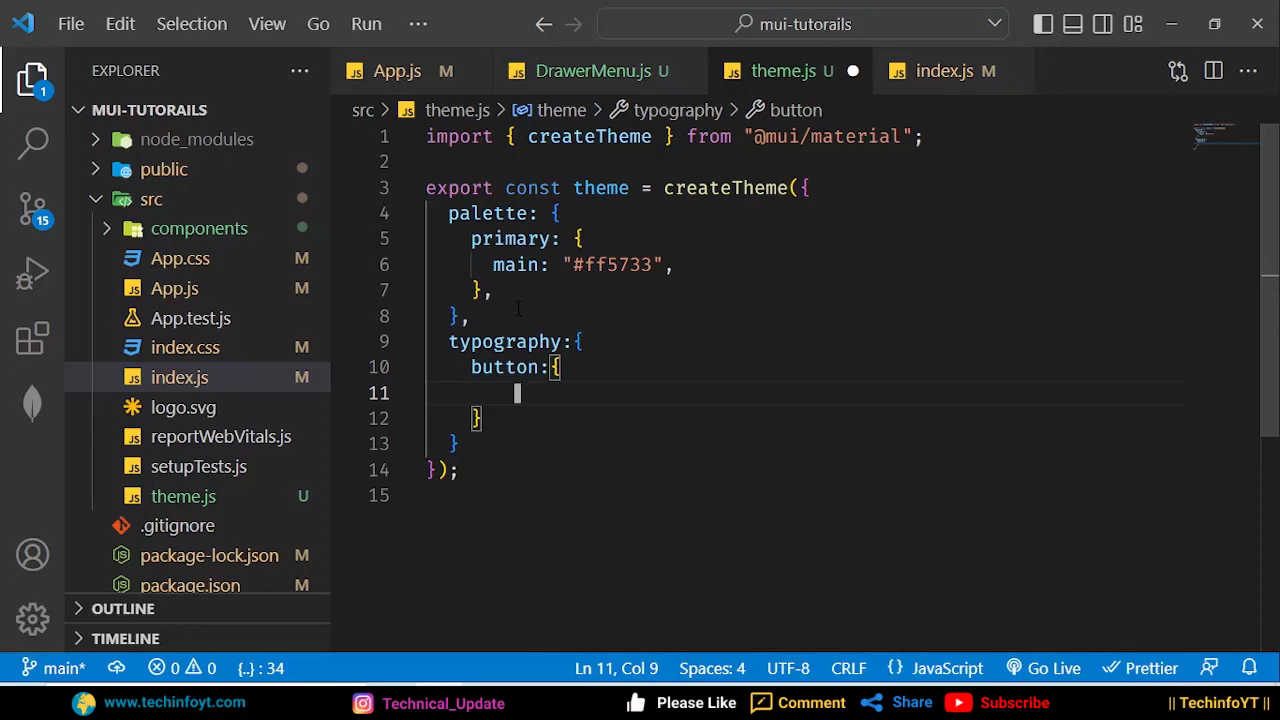 File Edit Selection View Go Run ··· mui-tutorails
EXPLORER ···
App.js M DrawerMenu.js U theme.js U index.js M ···
MUI-TUTORAILS
src > theme.js > theme > typography > button
node_modules
public
src
components
App.css M
App.js M
App.test.js
index.css M
index.js M
logo.svg
reportWebVitals.js
setupTests.js
theme.js U
.gitignore
package-lock.json M
package.json M
OUTLINE
TIMELINE
1 import { createTheme } from "@mui/material";
2
3 export const theme = createTheme({
4 palette: {
5 primary: {
6 main: "#ff5733",
7 },
8 },
9 typography:{
10 button:{
11
12 }
13 }
14 });
15
1
15
main* 0 0 {..} : 34 Ln 11, Col 9 Spaces: 4 UTF-8 CRLF {} JavaScript Go Live Prettier
www.techinfoyt.com Technical_Update Please Like Comment Share Subscribe || TechinfoYT ||